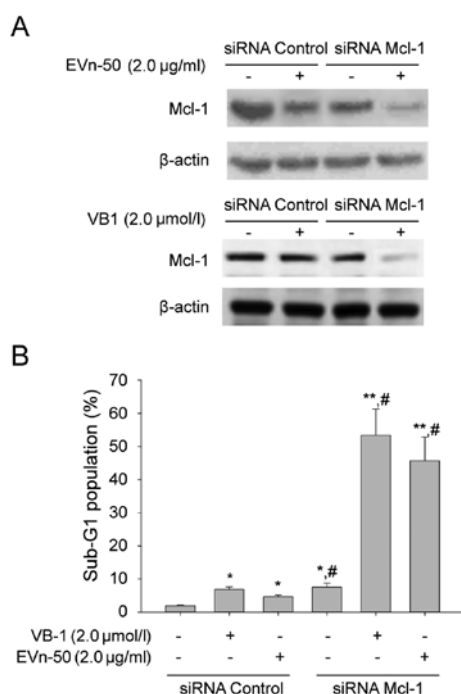 A
siRNA Control siRNA Mcl-1
EVn-50 (2.0 µg/ml)
- + - +
Mcl-1
β-actin
siRNA Control siRNA Mcl-1
VB1 (2.0 µmol/l)
- + - +
Mcl-1
β-actin
B
Sub-G1 population (%)
70
60
50
40
30
20
10
0
*
*
*,#
**,#
**,#
VB-1 (2.0 µmol/l) - + - - + -
EVn-50 (2.0 µg/ml) - - + - - +
siRNA Control siRNA Mcl-1